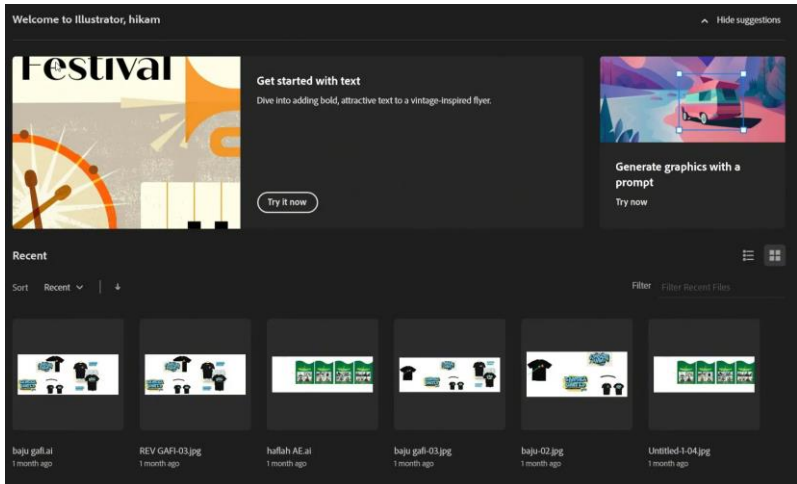 Welcome to Illustrator, hikam
Hide suggestions
Festival
Get started with text
Dive into adding bold, attractive text to a vintage-inspired flyer.
Try it now
Generate graphics with a
prompt
Try now
Recent
Sort Recent
Filter Filter Recent Files
baju gafi.ai
1 month ago
REV GAFI-03.jpg
1 month ago
haflah AE.ai
1 month ago
baju gafi-03.jpg
1 month ago
baju-02.jpg
1 month ago
Untitled-1-04.jpg
1 month ago